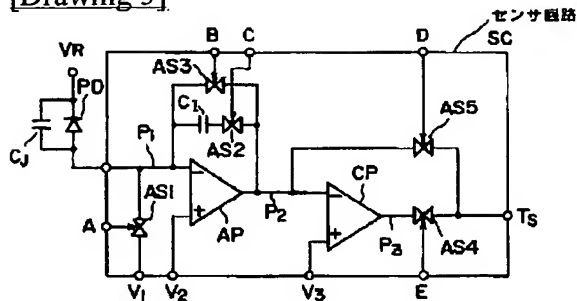 [Drawing 3]
センサ回路
SC
VR
B
C
D
AS3
PD
CI
AS2
AS5
CJ
P1
CP
AS1
A
AP
P2
P3
AS4
TS
V1
V2
V3
E